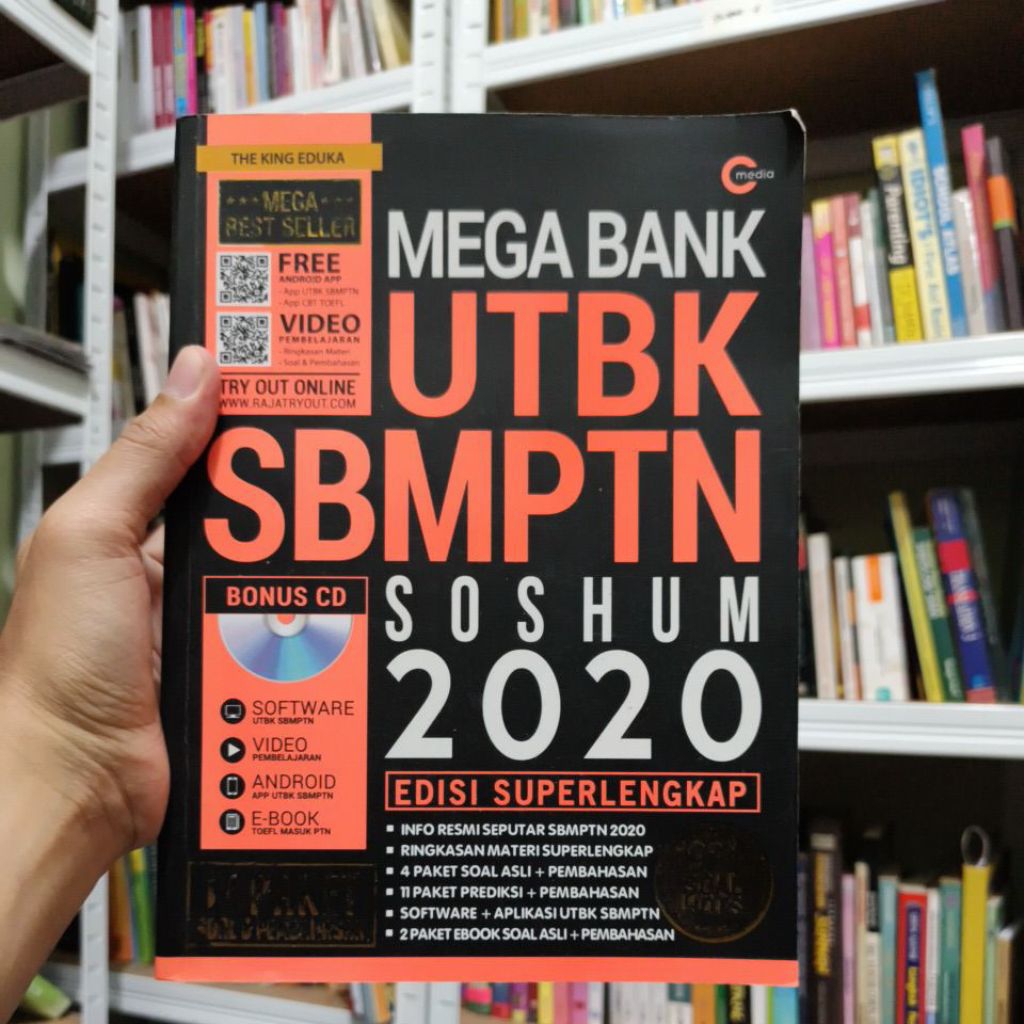 THE KING EDUKA
MEGA
BEST SELLER
FREE
ANDROID APP
- App UTBK SBMPTN
- App CBT TOEFL
VIDEO
PEMBELAJARAN
- Ringkasan Materi
- Soal & Pembahasan
TRY OUT ONLINE
WWW.RAJATRYOUT.COM
C media
MEGA BANK
UTBK
SBMPTN
SOSHUM
2020
EDISI SUPERLENGKAP
BONUS CD
SOFTWARE
UTBK SBMPTN
VIDEO
PEMBELAJARAN
ANDROID
APP UTBK SBMPTN
E-BOOK
TOEFL MASUK PTN
▪ INFO RESMI SEPUTAR SBMPTN 2020
▪ RINGKASAN MATERI SUPERLENGKAP
▪ 4 PAKET SOAL ASLI + PEMBAHASAN
▪ 11 PAKET PREDIKSI + PEMBAHASAN
▪ SOFTWARE + APLIKASI UTBK SBMPTN
▪ 2 PAKET EBOOK SOAL ASLI + PEMBAHASAN
PAKET
Parenting